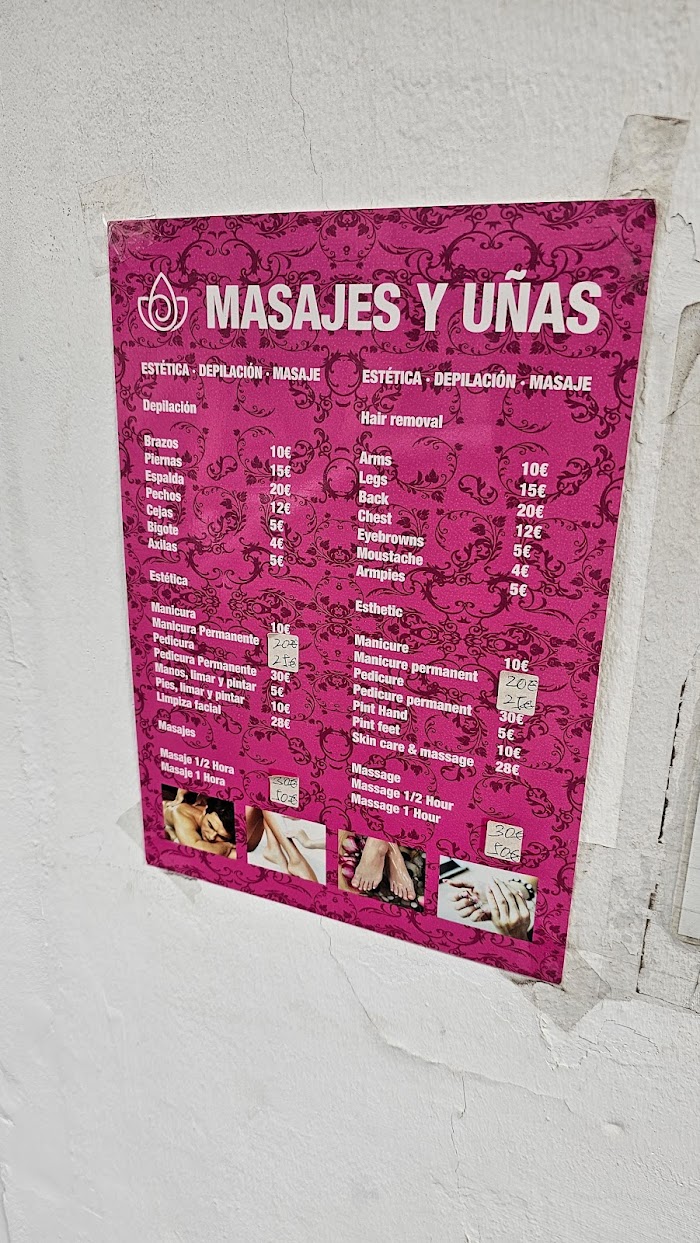 MASAJES Y UÑAS
ESTÉTICA · DEPILACIÓN · MASAJE
Depilación
Brazos 10€
Piernas 15€
Espalda 20€
Pechos 12€
Cejas 5€
Bigote 4€
Axilas 5€
Estética
Manicura 10€
Manicura Permanente 20€
Pedicura 25€
Pedicura Permanente 30€
Manos, limar y pintar 5€
Pies, limar y pintar 10€
Limpiza facial 28€
Masajes
Masaje 1/2 Hora 30€
Masaje 1 Hora 50€
ESTÉTICA · DEPILACIÓN · MASAJE
Hair removal
Arms 10€
Legs 15€
Back 20€
Chest 12€
Eyebrowns 5€
Moustache 4€
Armpies 5€
Esthetic
Manicure 10€
Manicure permanent 20€
Pedicure 25€
Pedicure permanent 30€
Pint Hand 5€
Pint feet 10€
Skin care & massage 28€
Massage
Massage 1/2 Hour 30€
Massage 1 Hour 50€